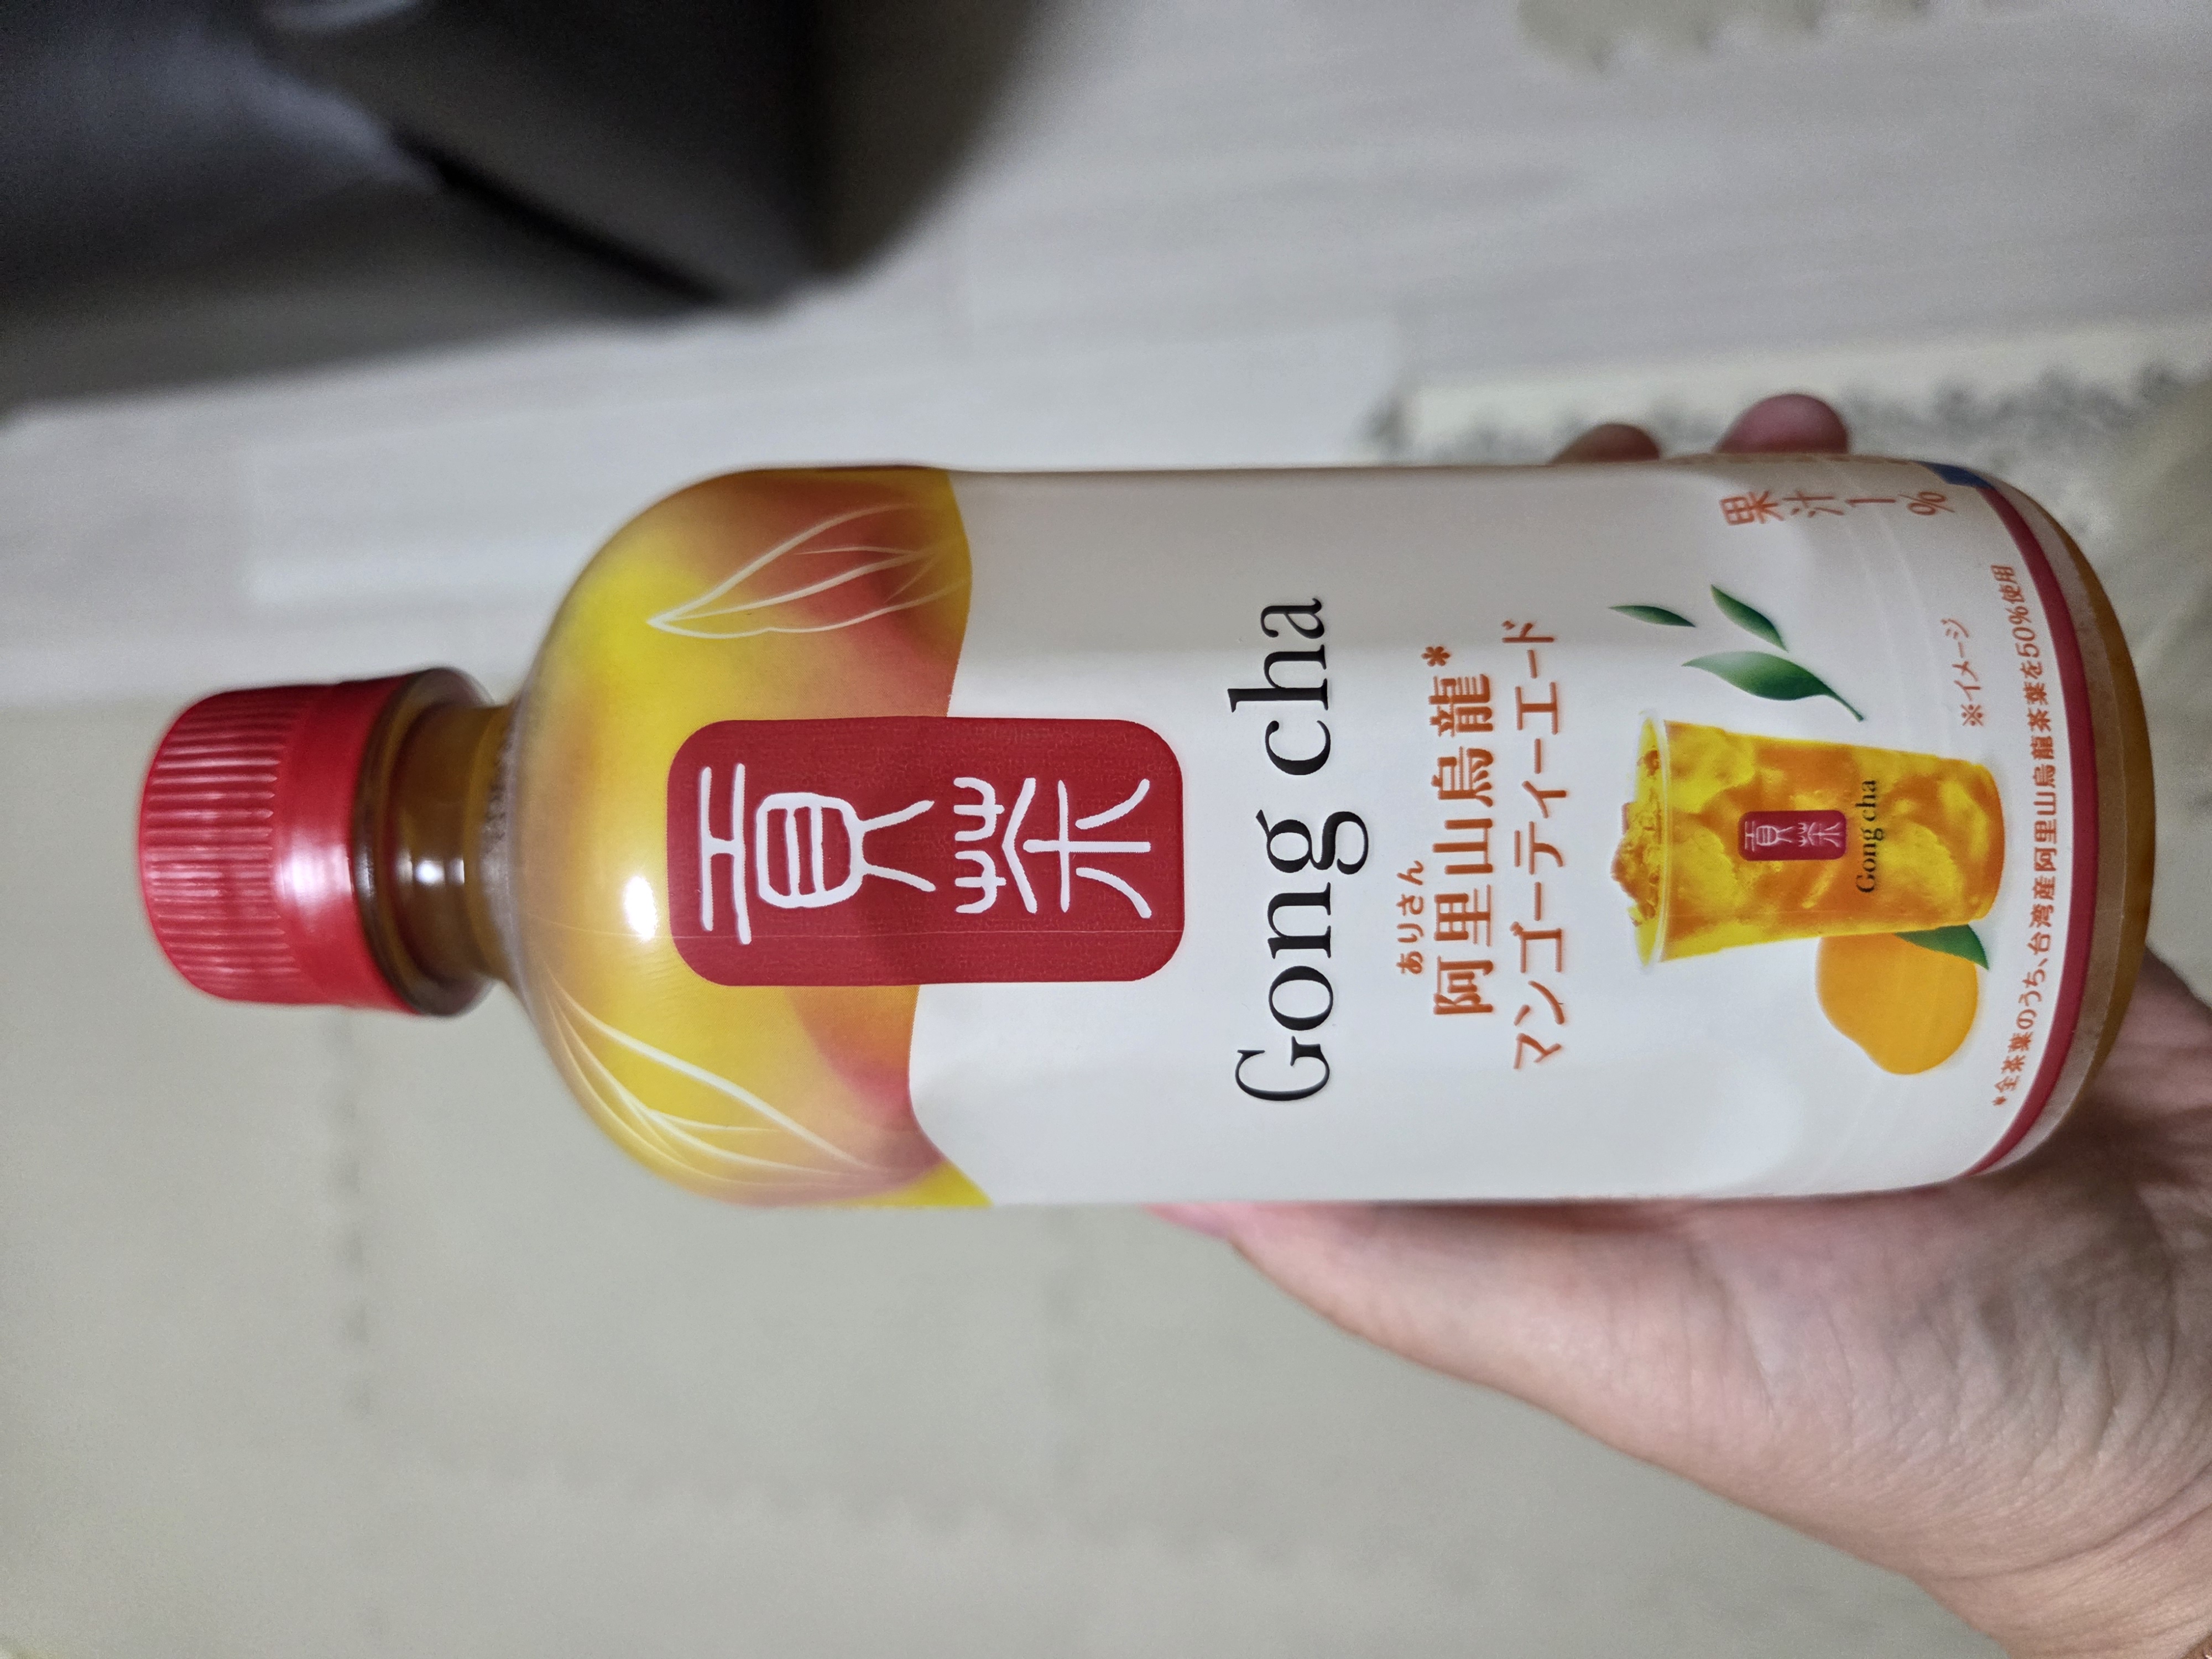 貢茶
Gong cha
ありさん
阿里山烏龍*
マンゴーティーエード
果汁1%
貢茶
Gong cha
※イメージ
*全茶葉のうち、台湾産阿里山烏龍茶葉を50%使用